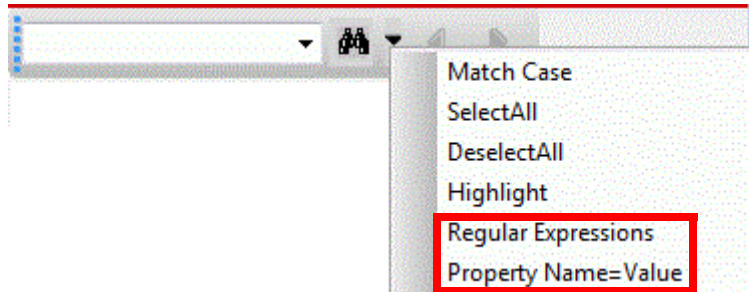 Match Case
SelectAll
DeselectAll
Highlight
Regular Expressions
Property Name=Value